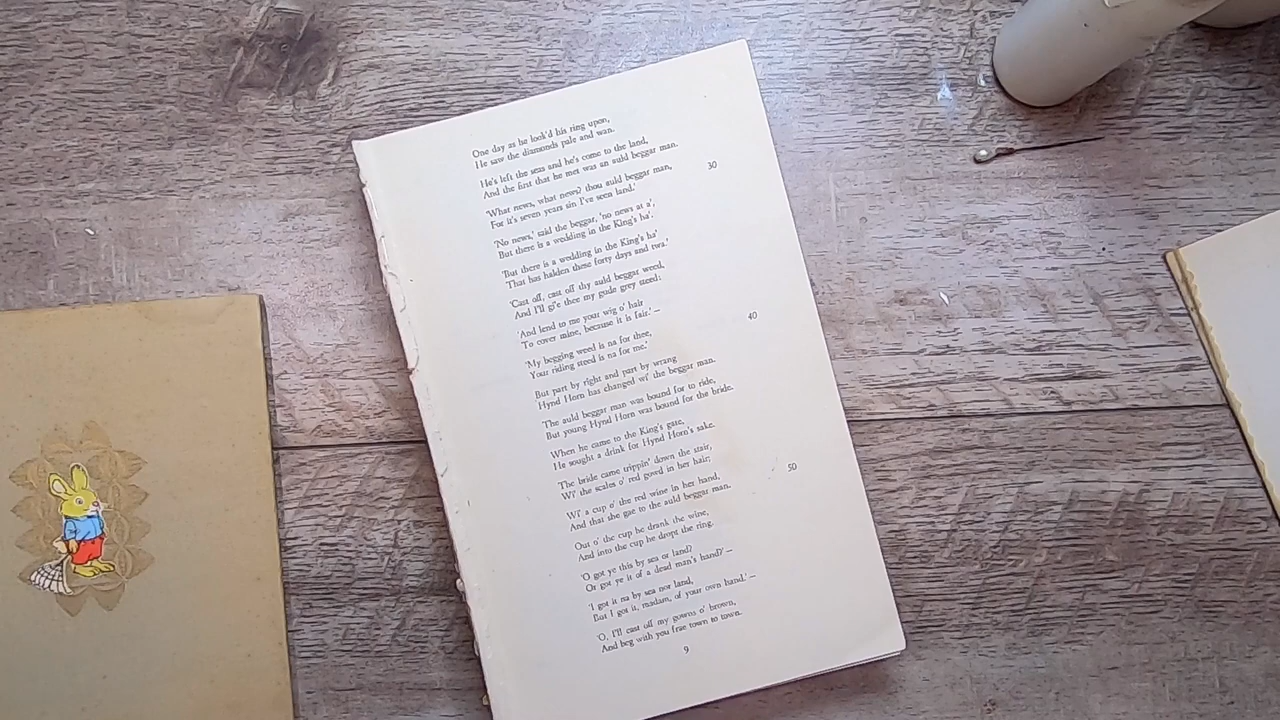 One day as he look'd his ring upon,
He saw the diamonds pale and wan.
He's left the seas and he's come to the land,
And the first that he met was an auld beggar man.
'What news, what news? thou auld beggar man, 30
For it's seven years sin I've seen land.'
'No news,' said the beggar, 'no news at a',
But there is a wedding in the King's ha'.
'But there is a wedding in the King's ha'
That has halden these forty days and twa.'
'Cast off, cast off thy auld beggar weed,
And I'll gi'e thee my gude grey steed:
'And lend to me your wig o' hair
To cover mine, because it is fair.' —
'My begging weed is na for thee, 40
Your riding steed is na for me.'
But part by right and part by wrang
Hynd Horn has changed wi' the beggar man.
The auld beggar man was bound for to ride,
But young Hynd Horn was bound for the bride.
When he came to the King's gate,
He sought a drink for Hynd Horn's sake.
The bride came trippin' down the stair,
Wi' the scales o' red gowd in her hair;
Wi' a cup o' the red wine in her hand, 50
And that she gae to the auld beggar man.
Out o' the cup he drank the wine,
And into the cup he dropt the ring.
'O got ye this by sea or land?
Or got ye it of a dead man's hand?' —
'I got it na by sea nor land,
But I got it, madam, of your own hand.' —
'O, I'll cast off my gowns o' brown,
And beg with you frae town to town.
9